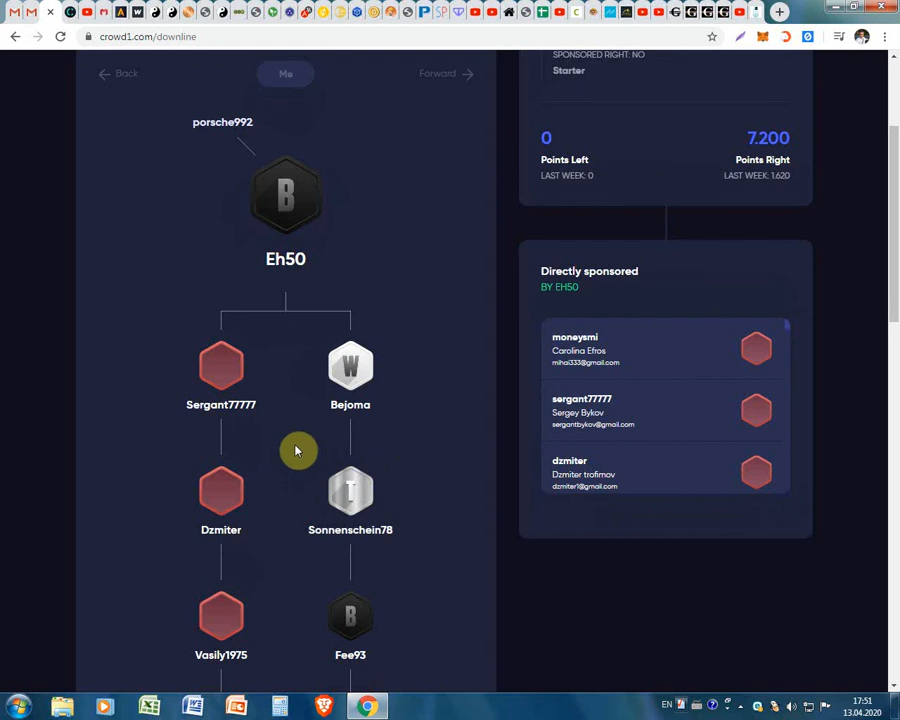 crowd1.com/downline
Back
Me
Forward
porsche992
B
Eh50
Sergant77777
W
Bejoma
Dzmiter
T
Sonnenschein78
Vasily1975
B
Fee93
SPONSORED RIGHT: NO
Starter
0
7.200
Points Left
Points Right
LAST WEEK: 0
LAST WEEK: 1.620
Directly sponsored
BY EH50
moneysmi
Carolina Efros
mihai333@gmail.com
sergant77777
Sergey Bykov
sergantbykov@gmail.com
dzmiter
Dzmiter trofimov
dzmiter1@gmail.com
EN
17:51
13.04.2020